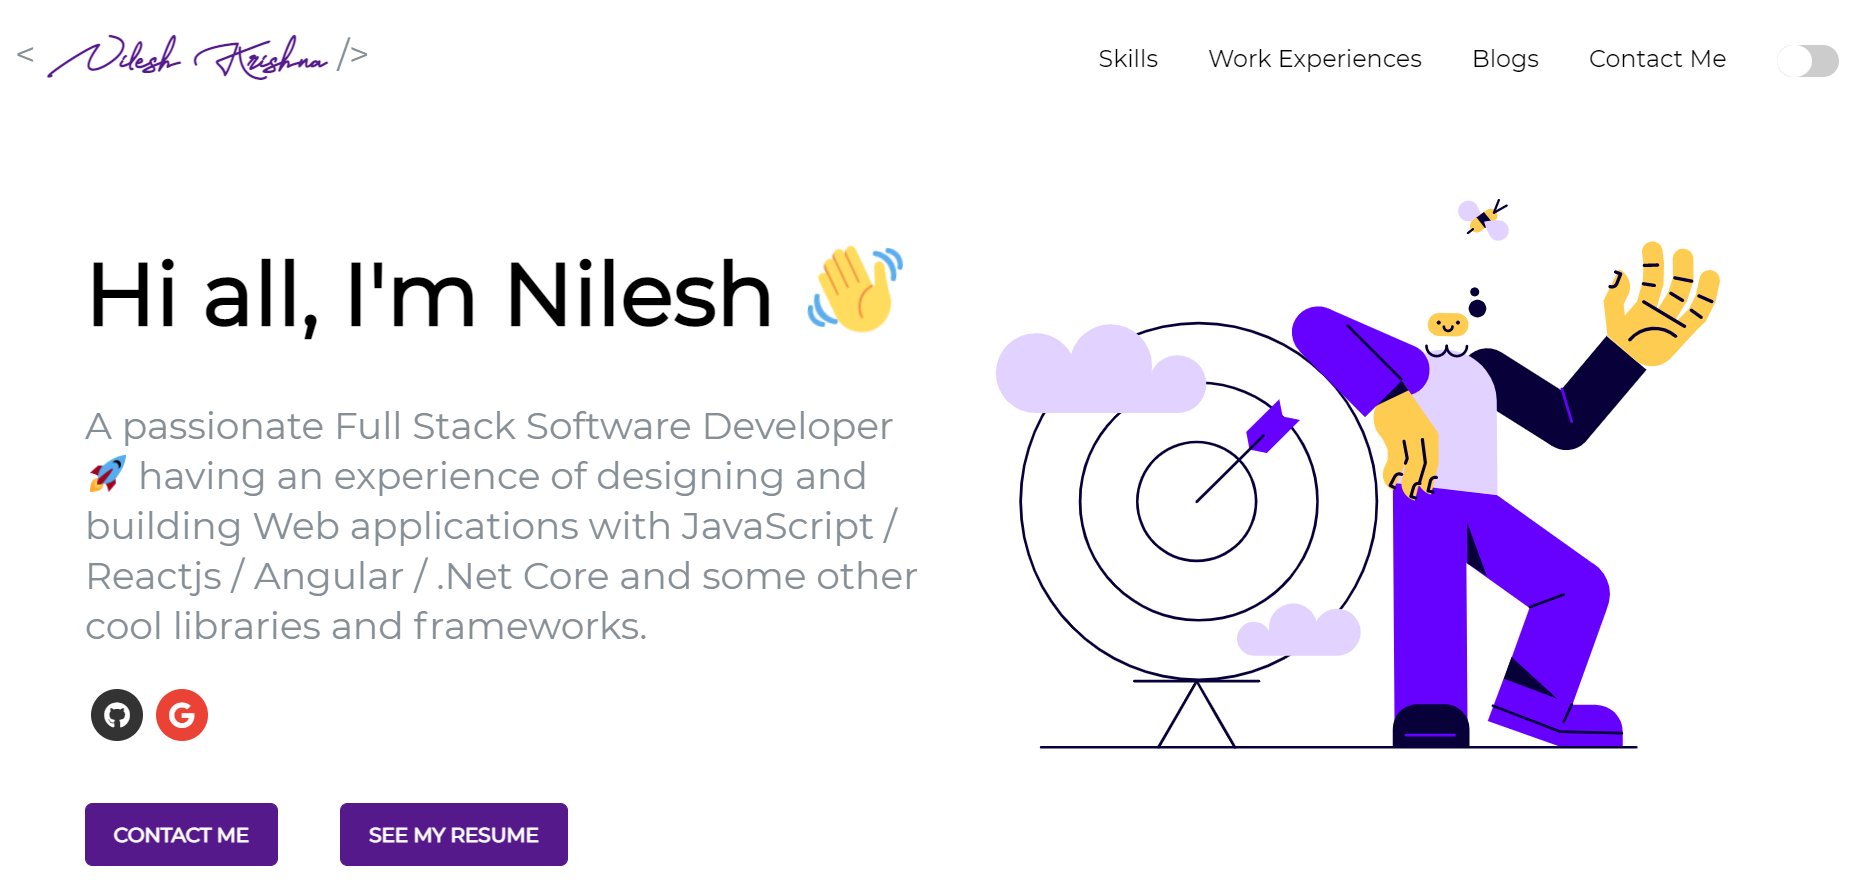 < Nilesh Krishna />
Skills Work Experiences Blogs Contact Me
Hi all, I'm Nilesh 👋
A passionate Full Stack Software Developer
🚀 having an experience of designing and
building Web applications with JavaScript /
Reactjs / Angular / .Net Core and some other
cool libraries and frameworks.
G
CONTACT ME SEE MY RESUME